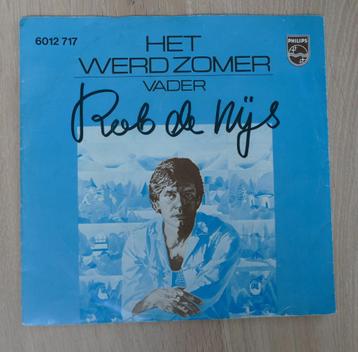 6012 717
HET
WERD ZOMER
VADER
PHILIPS
Rob de Nijs